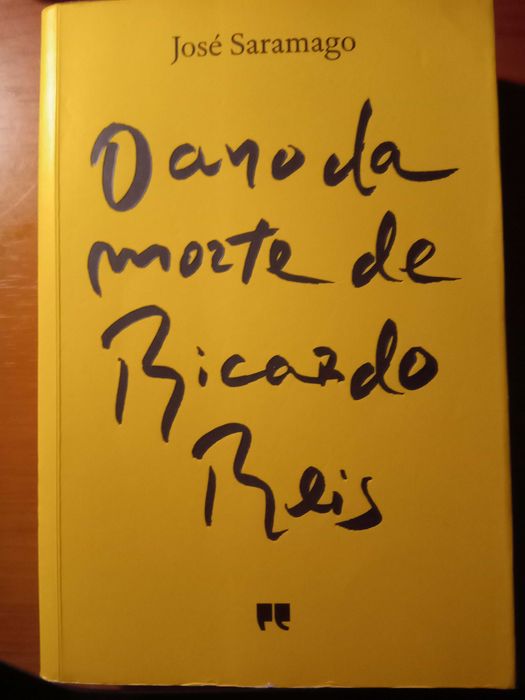 José Saramago
O ano da
morte de
Ricardo
Reis